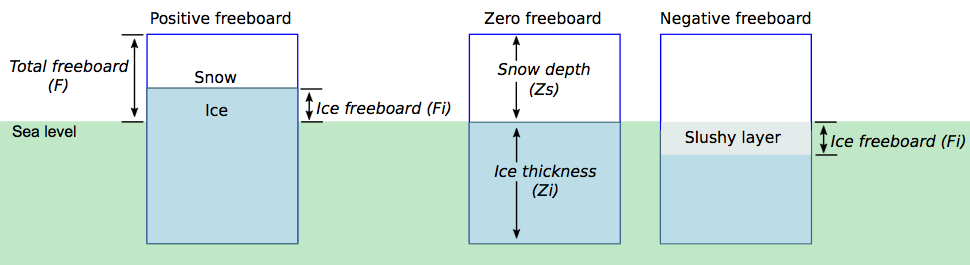 Positive freeboard
Zero freeboard
Negative freeboard
Total freeboard
(F)
Snow
Ice
Ice freeboard (Fi)
Sea level
Snow depth
(Zs)
Ice thickness
(Zi)
Slushy layer
Ice freeboard (Fi)